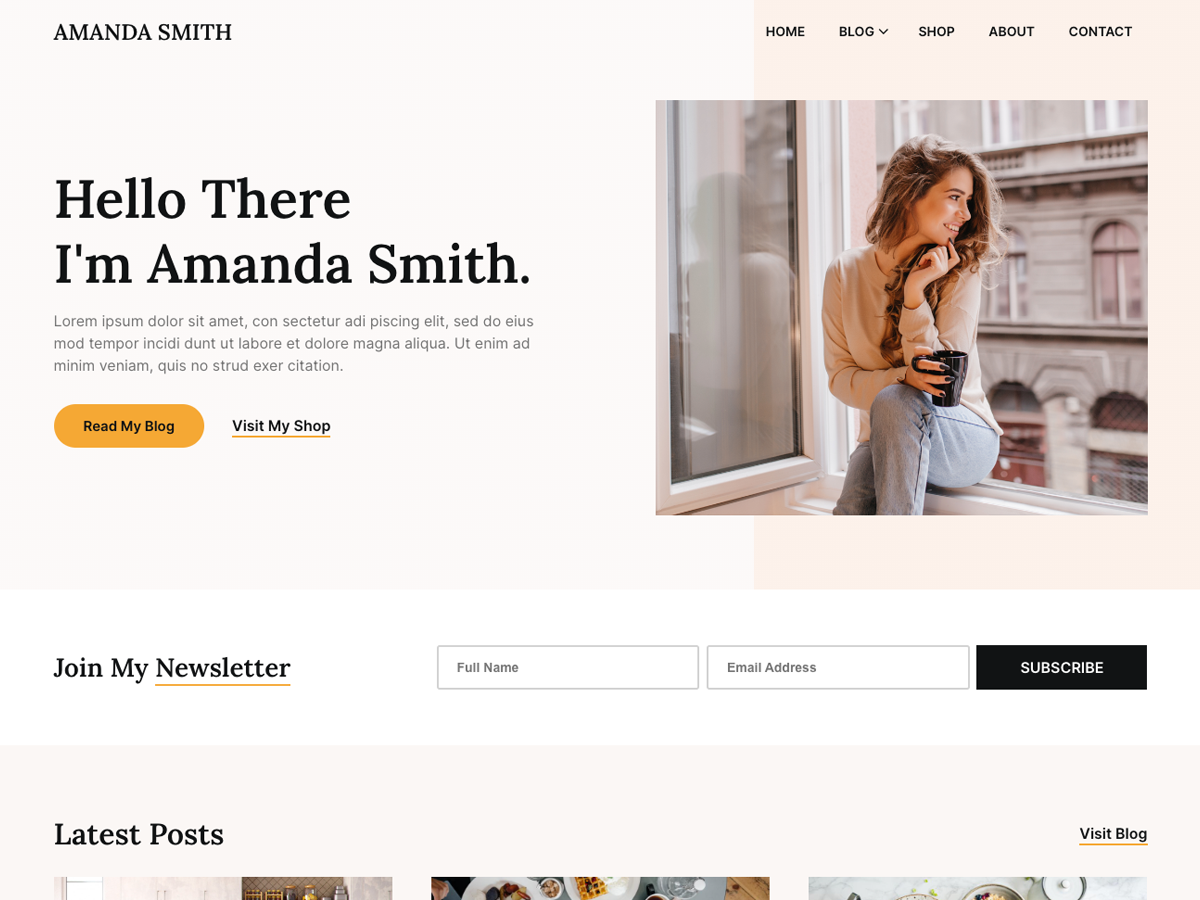 AMANDA SMITH
HOME BLOG SHOP ABOUT CONTACT
Hello There
I'm Amanda Smith.
Lorem ipsum dolor sit amet, con sectetur adi piscing elit, sed do eius
mod tempor incidi dunt ut labore et dolore magna aliqua. Ut enim ad
minim veniam, quis no strud exer citation.
Read My Blog Visit My Shop
Join My Newsletter Full Name Email Address SUBSCRIBE
Latest Posts Visit Blog